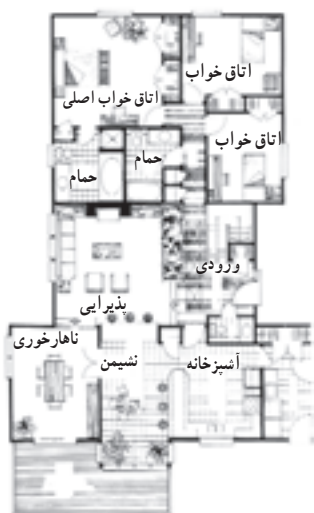 اتاق خواب
اتاق خواب اصلی
اتاق خواب
حمام
حمام
ورودی
پذیرایی
ناهارخوری
نشیمن
آشپزخانه